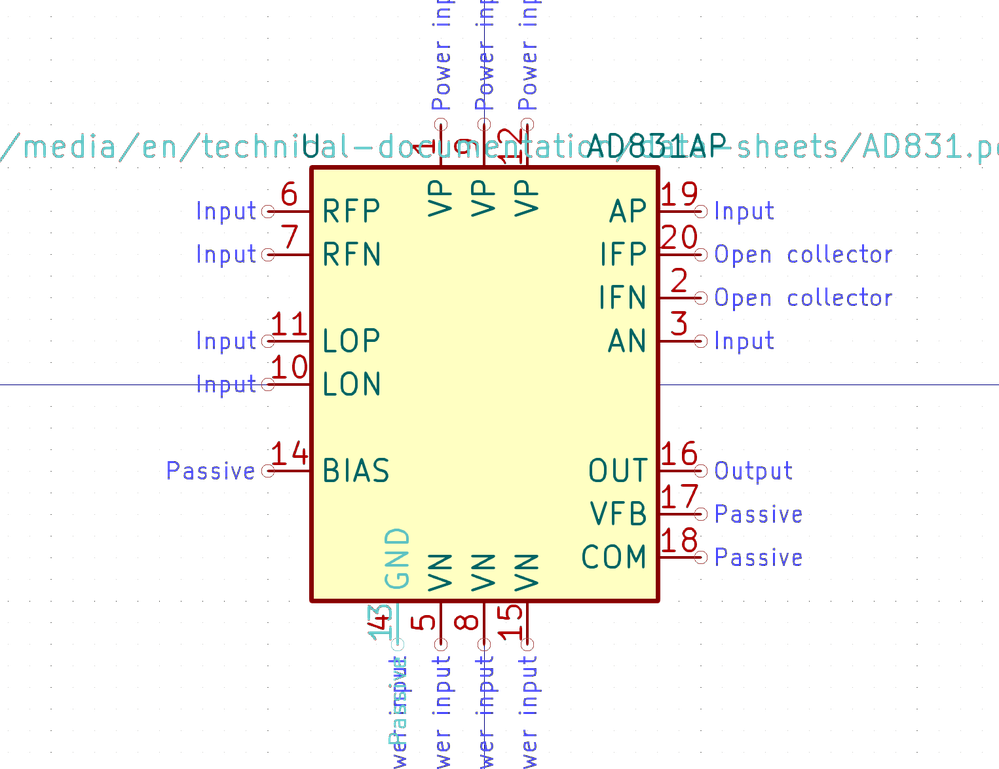 Power inp
Power inp
Power inp
1
9
12
U
AD831AP
/media/en/technical-documentation/data-sheets/AD831.pd
VP
VP
VP
Input 6 RFP
Input 7 RFN
Input 11 LOP
Input 10 LON
Passive 14 BIAS
AP 19 Input
IFP 20 Open collector
IFN 2 Open collector
AN 3 Input
OUT 16 Output
VFB 17 Passive
COM 18 Passive
GND
VN
VN
VN
4
13
5
8
15
wer input
Passive
wer input
wer input
wer input